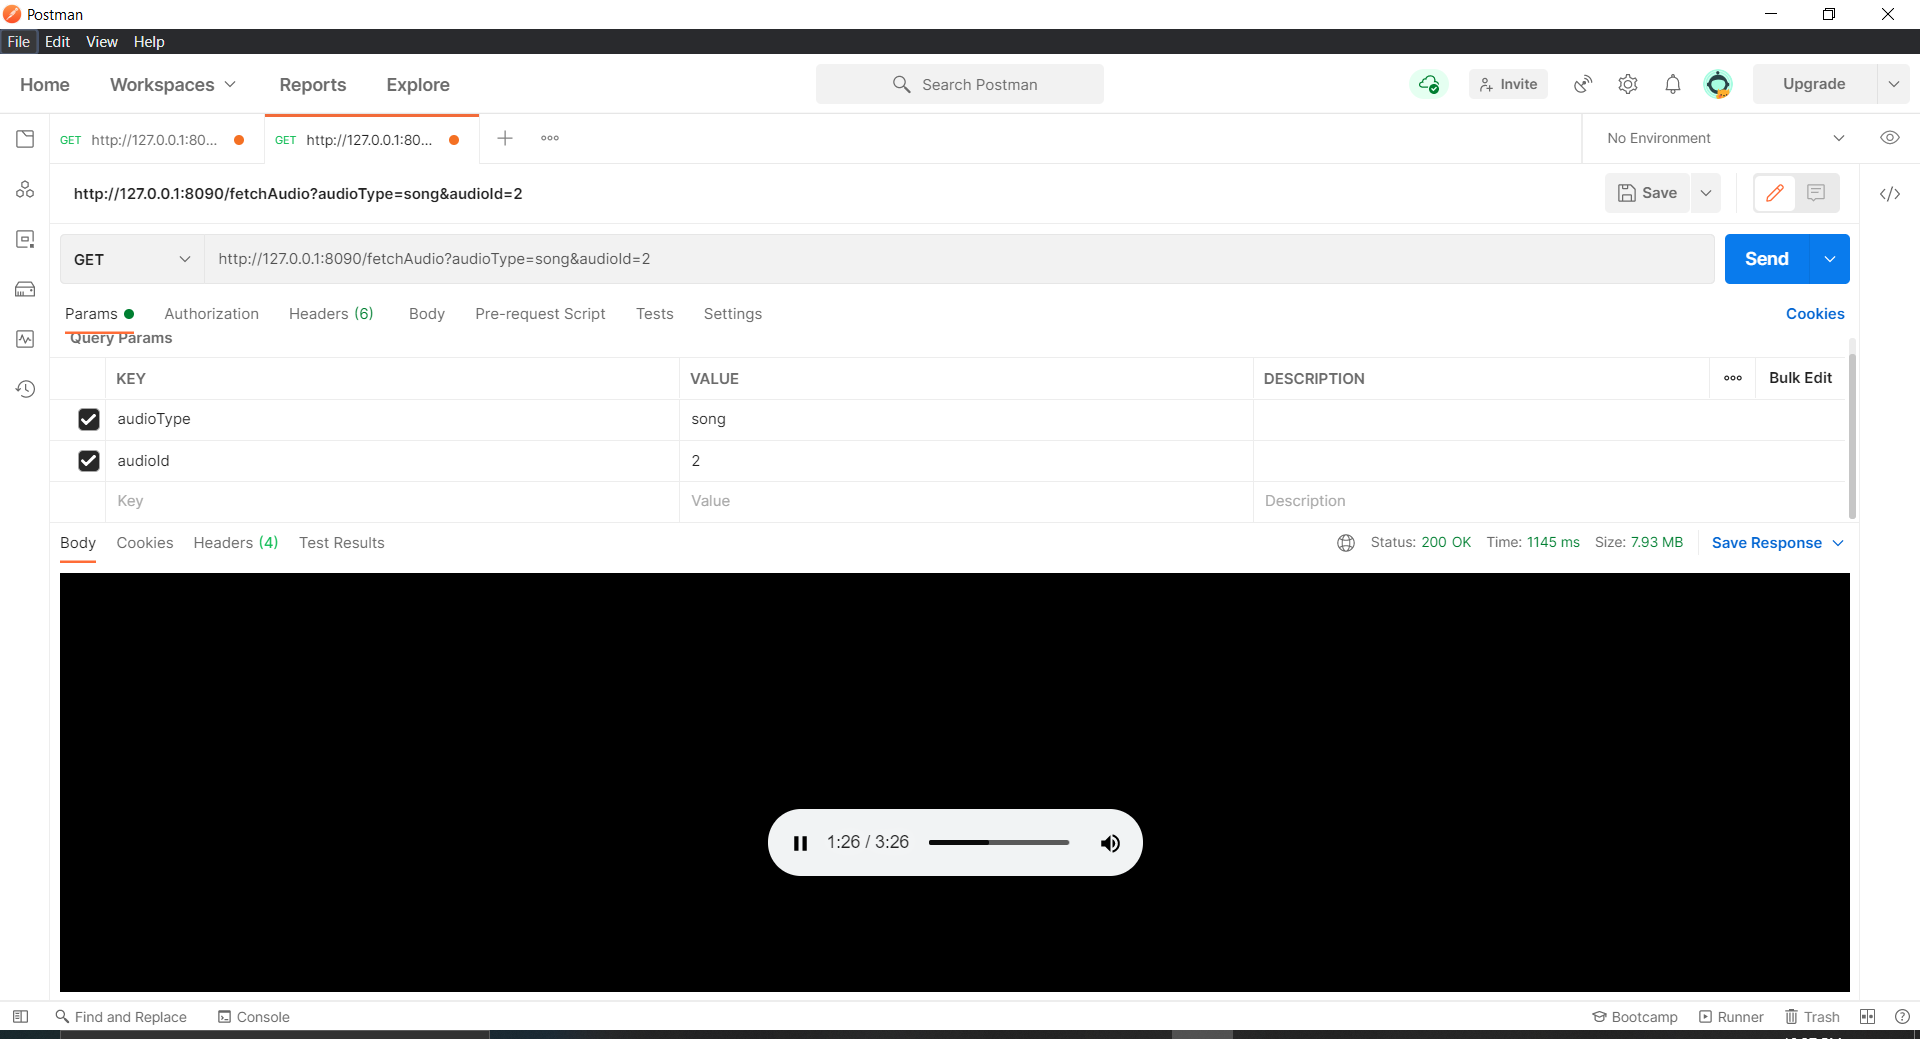 Postman
File Edit View Help
Home Workspaces Reports Explore Search Postman Invite Upgrade
GET http://127.0.0.1:80... GET http://127.0.0.1:80... No Environment
http://127.0.0.1:8090/fetchAudio?audioType=song&audioId=2 Save
GET http://127.0.0.1:8090/fetchAudio?audioType=song&audioId=2 Send
Params Authorization Headers (6) Body Pre-request Script Tests Settings Cookies
Query Params
KEY VALUE DESCRIPTION Bulk Edit
audioType song
audioId 2
Key Value Description
Body Cookies Headers (4) Test Results Status: 200 OK Time: 1145 ms Size: 7.93 MB Save Response
1:26 / 3:26
Find and Replace Console Bootcamp Runner Trash